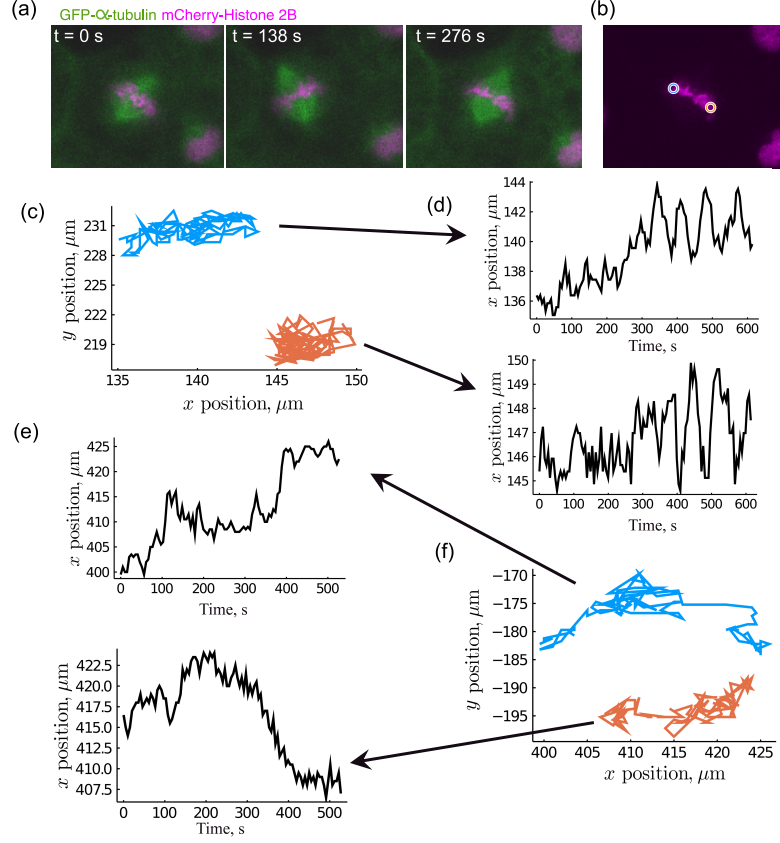 (a)
GFP-α-tubulin mCherry-Histone 2B
t = 0 s
t = 138 s
t = 276 s
(b)
(c)
231
228
222
219
y position, μm
135
140
145
150
x position, μm
(d)
144
142
140
138
136
x position, μm
0 100 200 300 400 500 600
Time, s
150
149
148
147
146
145
x position, μm
0 100 200 300 400 500 600
Time, s
(e)
425
420
415
410
405
400
x position, μm
0 100 200 300 400 500
Time, s
422.5
420.0
417.5
415.0
412.5
410.0
407.5
x position, μm
0 100 200 300 400 500
Time, s
(f)
−170
−175
−180
−185
−190
−195
y position, μm
400 405 410 415 420 425
x position, μm